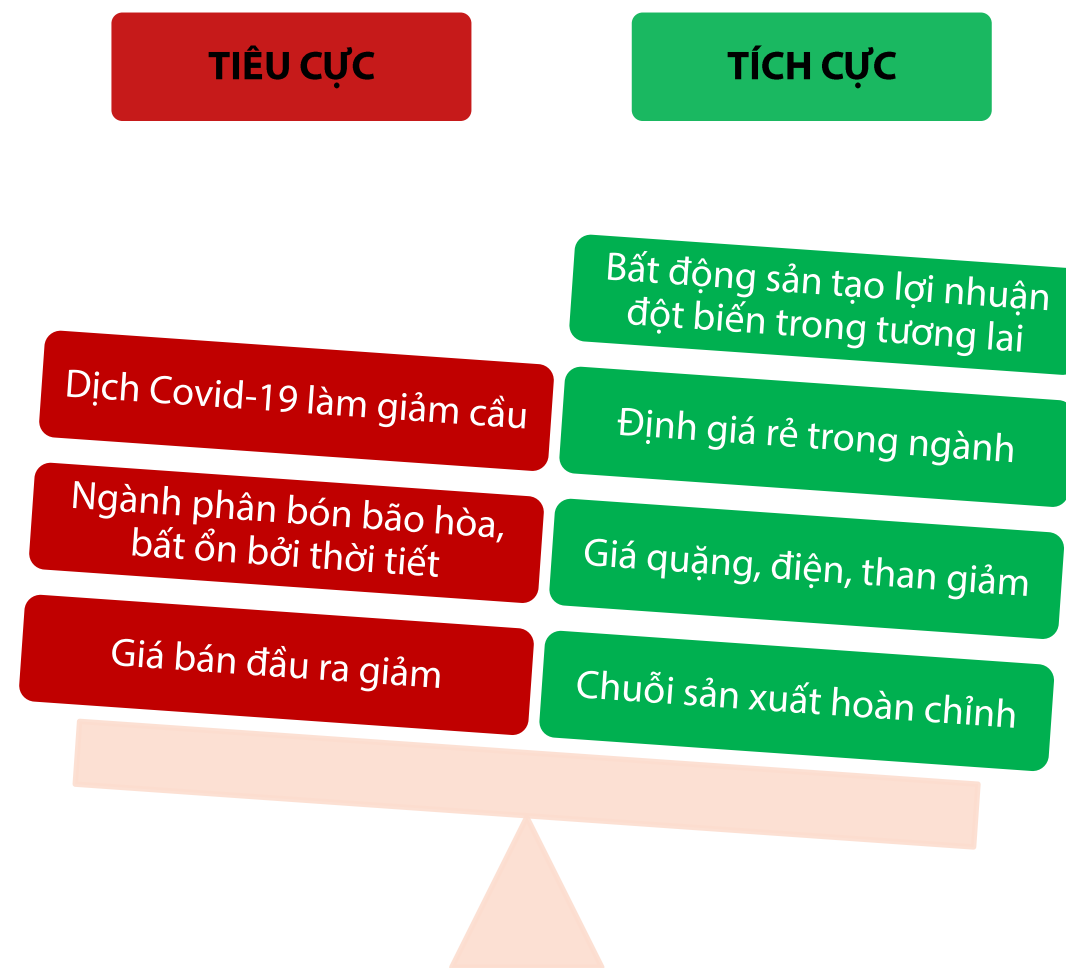 TIÊU CỰC
TÍCH CỰC
Dịch Covid-19 làm giảm cầu
Ngành phân bón bão hòa,
bất ổn bởi thời tiết
Giá bán đầu ra giảm
Bất động sản tạo lợi nhuận
đột biến trong tương lai
Định giá rẻ trong ngành
Giá quặng, điện, than giảm
Chuỗi sản xuất hoàn chỉnh